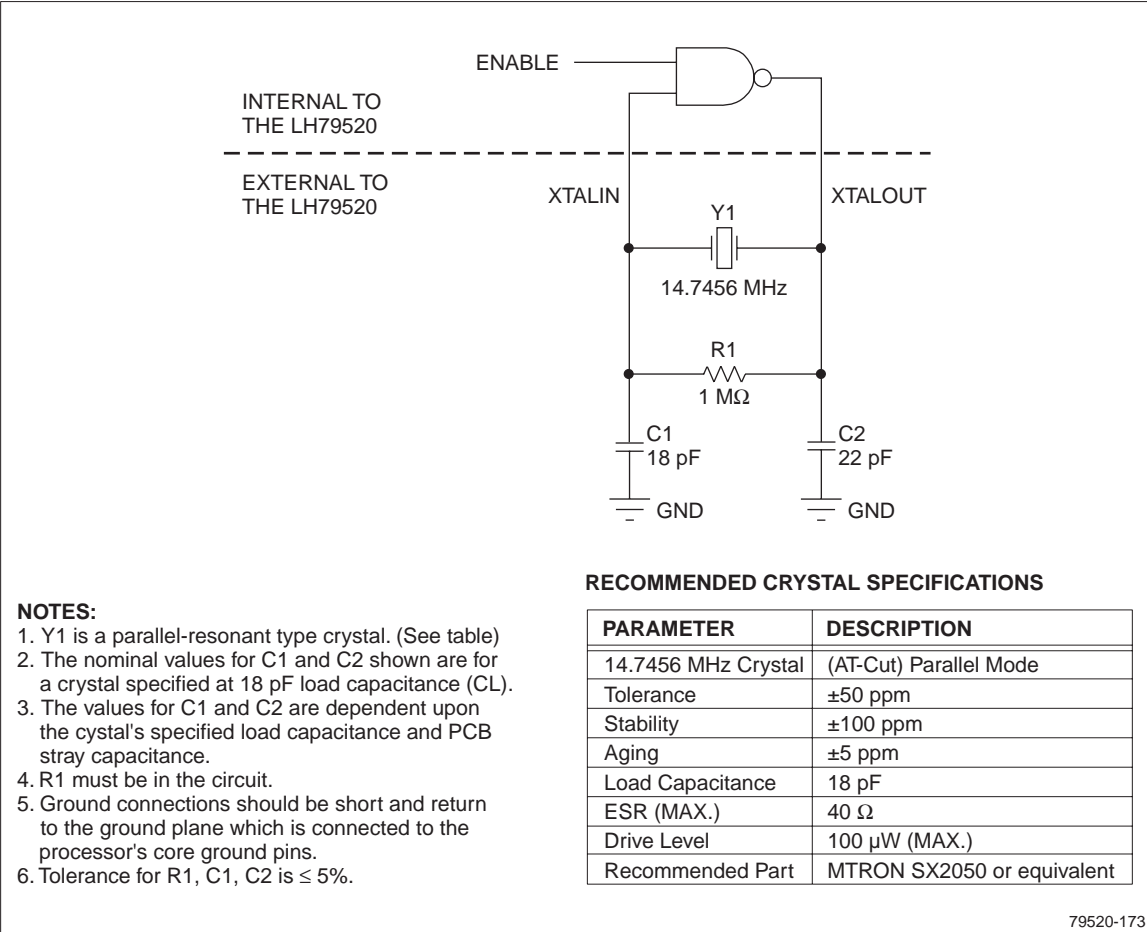 ENABLE
INTERNAL TO
THE LH79520
EXTERNAL TO
THE LH79520
XTALIN
XTALOUT
Y1
14.7456 MHz
R1
1 MΩ
C1
18 pF
C2
22 pF
GND
GND
NOTES:
1. Y1 is a parallel-resonant type crystal. (See table)
2. The nominal values for C1 and C2 shown are for
a crystal specified at 18 pF load capacitance (CL).
3. The values for C1 and C2 are dependent upon
the cystal's specified load capacitance and PCB
stray capacitance.
4. R1 must be in the circuit.
5. Ground connections should be short and return
to the ground plane which is connected to the
processor's core ground pins.
6. Tolerance for R1, C1, C2 is ≤ 5%.
RECOMMENDED CRYSTAL SPECIFICATIONS
PARAMETER DESCRIPTION
14.7456 MHz Crystal (AT-Cut) Parallel Mode
Tolerance ±50 ppm
Stability ±100 ppm
Aging ±5 ppm
Load Capacitance 18 pF
ESR (MAX.) 40 Ω
Drive Level 100 µW (MAX.)
Recommended Part MTRON SX2050 or equivalent
79520-173